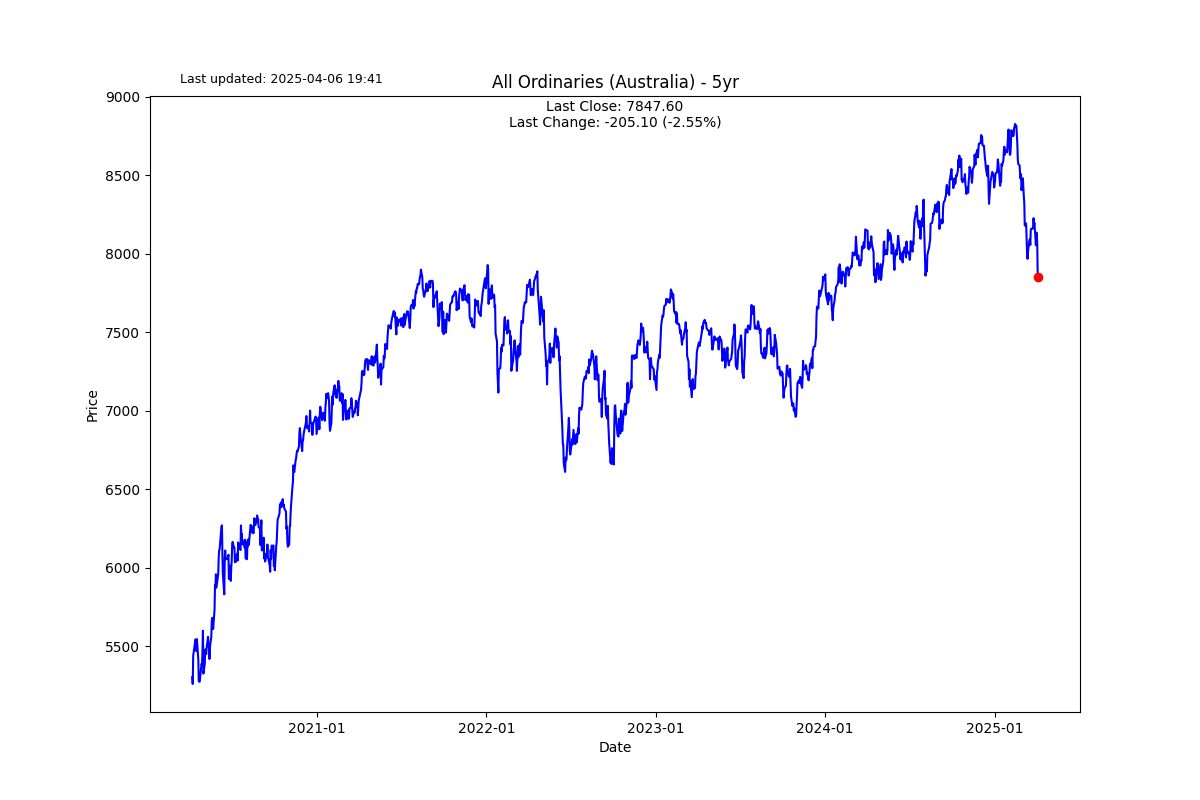 Last updated: 2025-04-06 19:41
All Ordinaries (Australia) - 5yr
Last Close: 7847.60
Last Change: -205.10 (-2.55%)
9000
8500
8000
7500
7000
6500
6000
5500
Price
2021-01
2022-01
2023-01
2024-01
2025-01
Date